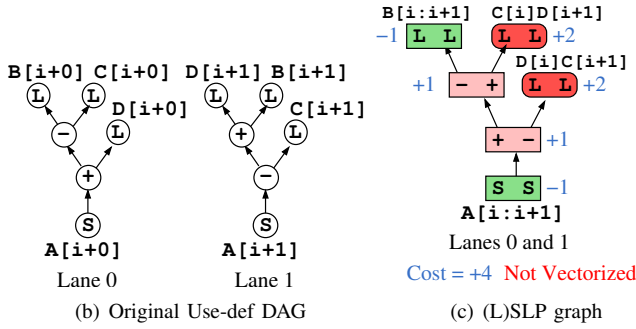 B[i:i+1] C[i]D[i+1]
-1 L L L L +2
B[i+0] C[i+0] D[i+1] B[i+1]
L L L L
D[i]C[i+1]
+1 - + L L +2
D[i+0] C[i+1]
- L + L
+ - +1
+ -
S S -1
S S
A[i:i+1]
A[i+0] A[i+1]
Lanes 0 and 1
Lane 0 Lane 1
Cost = +4 Not Vectorized
(b) Original Use-def DAG (c) (L)SLP graph